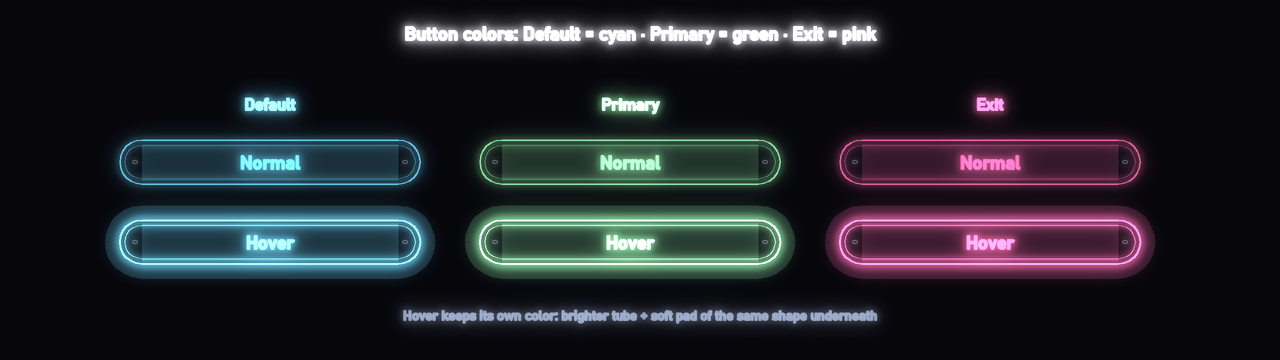 Button colors: Default = cyan · Primary = green · Exit = pink
Default
Primary
Exit
Normal
Normal
Normal
Hover
Hover
Hover
Hover keeps its own color: brighter tube + soft pad of the same shape underneath